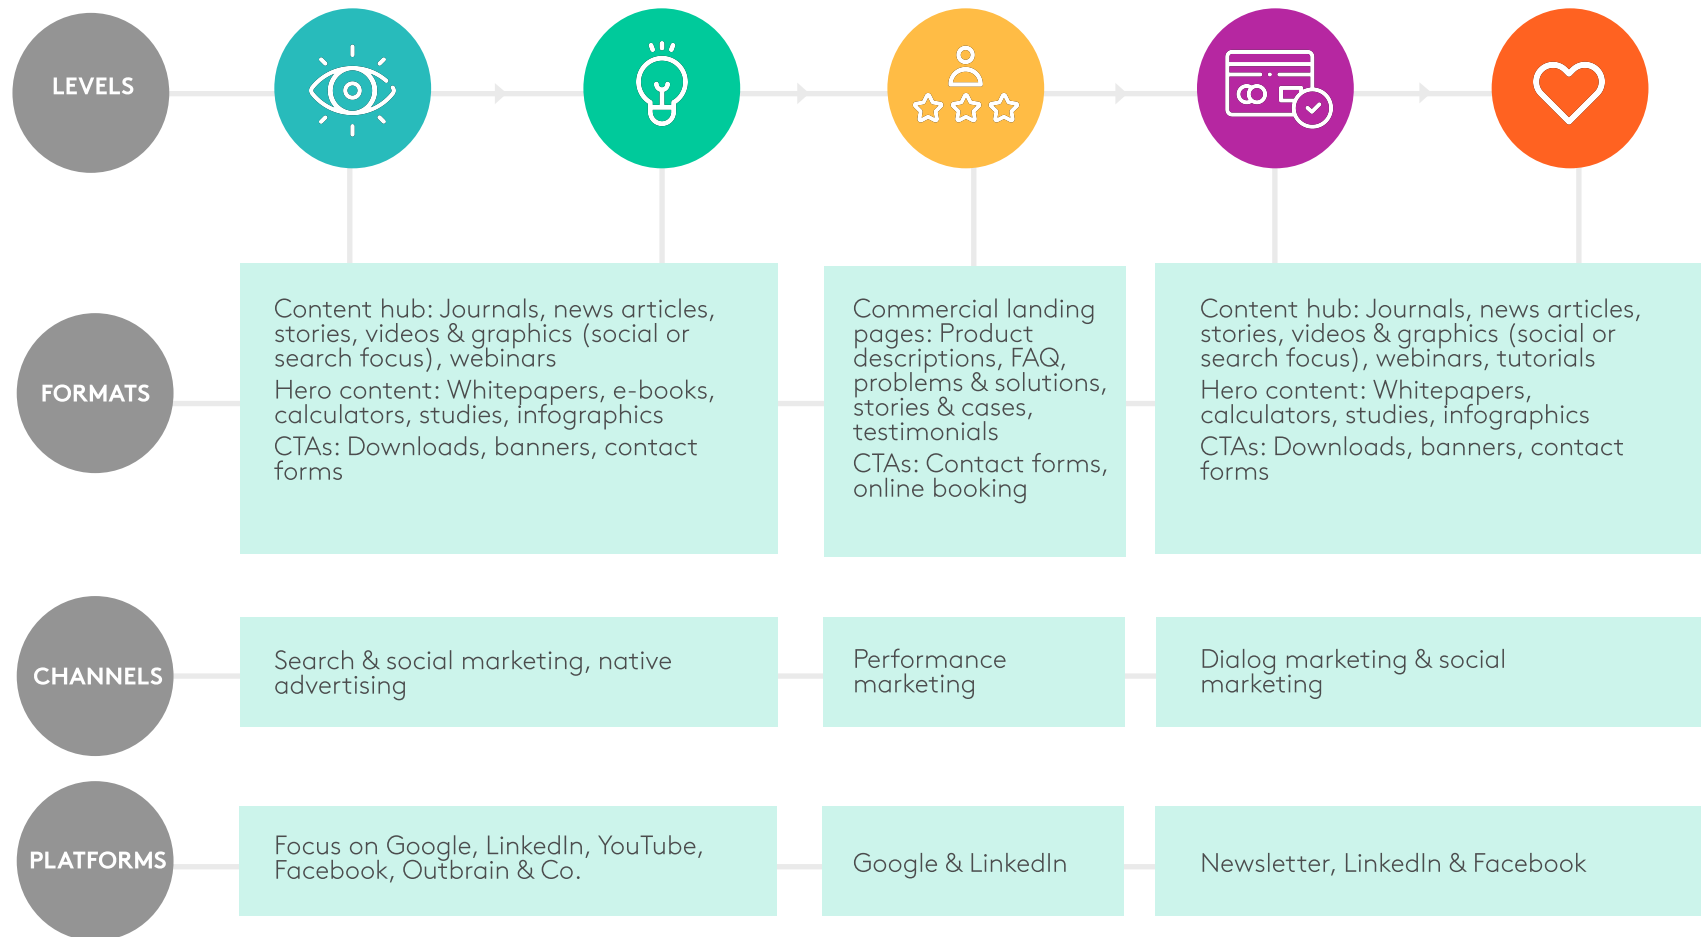 LEVELS
FORMATS
Content hub: Journals, news articles,
stories, videos & graphics (social or
search focus), webinars
Hero content: Whitepapers, e-books,
calculators, studies, infographics
CTAs: Downloads, banners, contact
forms
Commercial landing
pages: Product
descriptions, FAQ,
problems & solutions,
stories & cases,
testimonials
CTAs: Contact forms,
online booking
Content hub: Journals, news articles,
stories, videos & graphics (social or
search focus), webinars, tutorials
Hero content: Whitepapers,
calculators, studies, infographics
CTAs: Downloads, banners, contact
forms
CHANNELS
Search & social marketing, native
advertising
Performance
marketing
Dialog marketing & social
marketing
PLATFORMS
Focus on Google, LinkedIn, YouTube,
Facebook, Outbrain & Co.
Google & LinkedIn
Newsletter, LinkedIn & Facebook